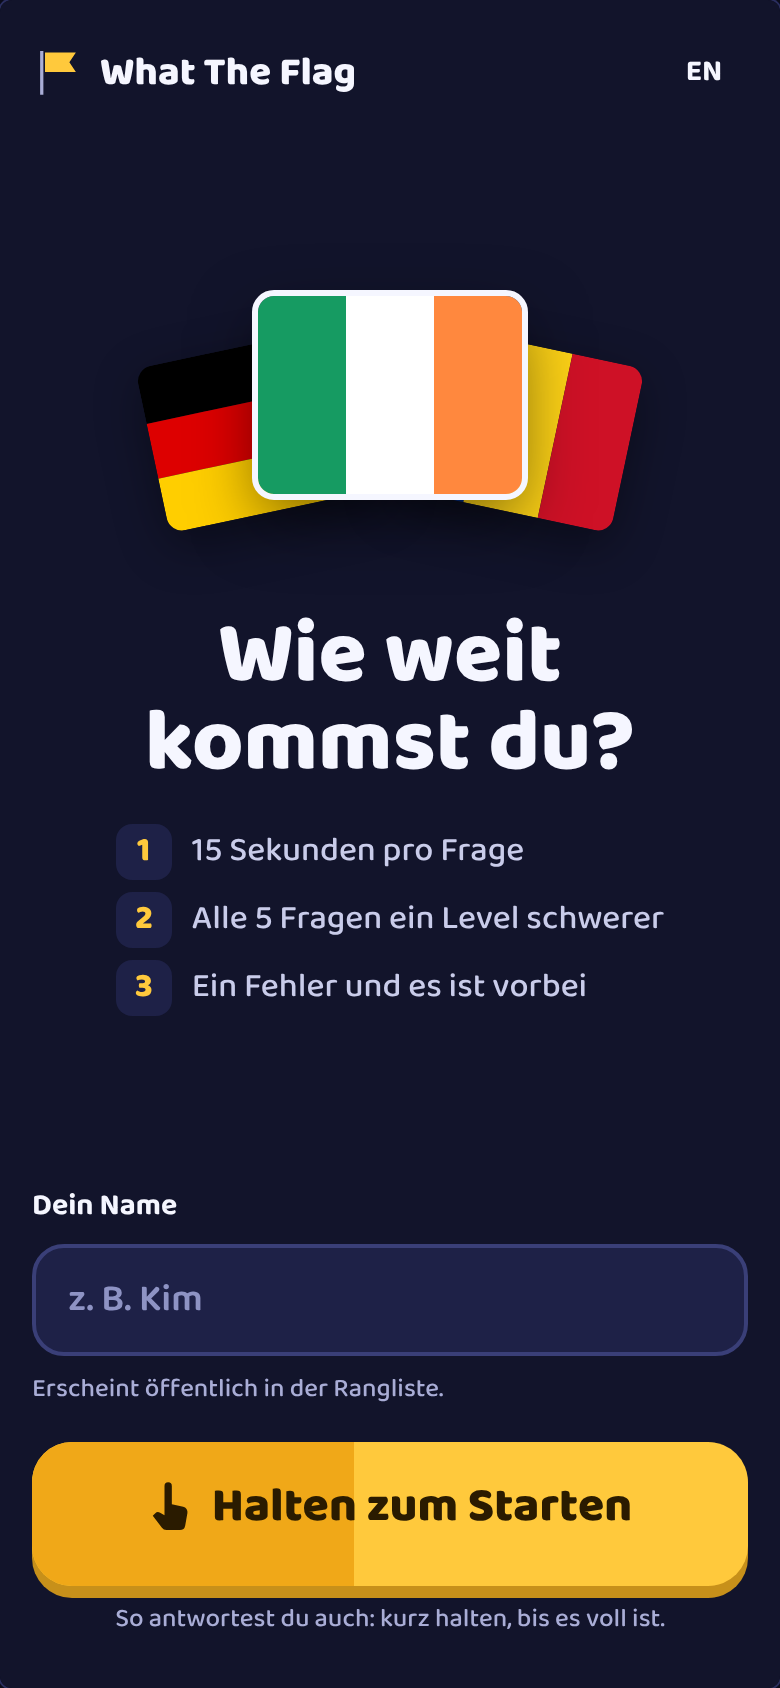 What The Flag
EN
Wie weit
kommst du?
1 15 Sekunden pro Frage
2 Alle 5 Fragen ein Level schwerer
3 Ein Fehler und es ist vorbei
Dein Name
z. B. Kim
Erscheint öffentlich in der Rangliste.
Halten zum Starten
So antwortest du auch: kurz halten, bis es voll ist.